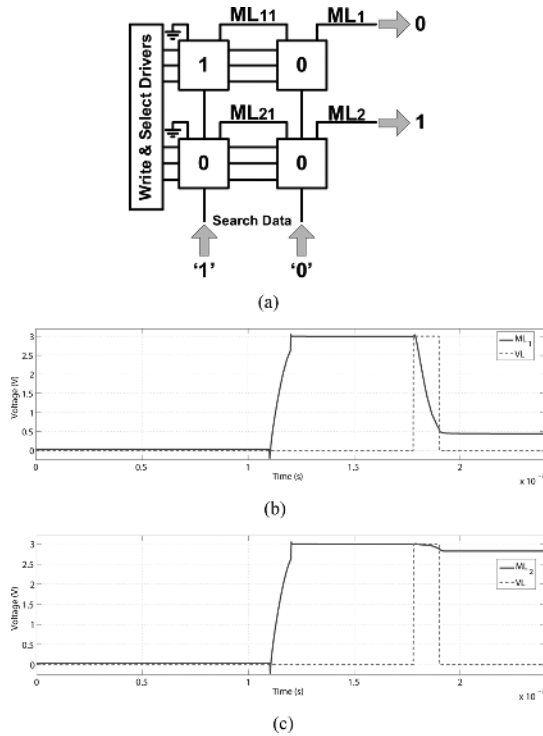 ML11 ML1 0
Write & Select Drivers
1 0
ML21 ML2 1
0 0
Search Data
'1' '0'
(a)
Voltage (V)
3
2.5
2
1.5
1
0.5
0
ML1
VL
0 0.5 1 1.5 2
Time (s)
(b)
Voltage (V)
3
2.5
2
1.5
1
0.5
0
ML2
VL
0 0.5 1 1.5 2
Time (s)
(c)